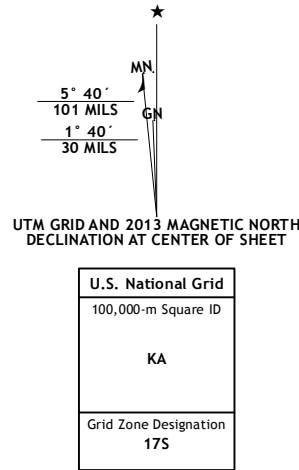 ★
MN.
5° 40´
101 MILS
GN
1° 40´
30 MILS
UTM GRID AND 2013 MAGNETIC NORTH
DECLINATION AT CENTER OF SHEET
U.S. National Grid
100,000-m Square ID
KA
Grid Zone Designation
17S